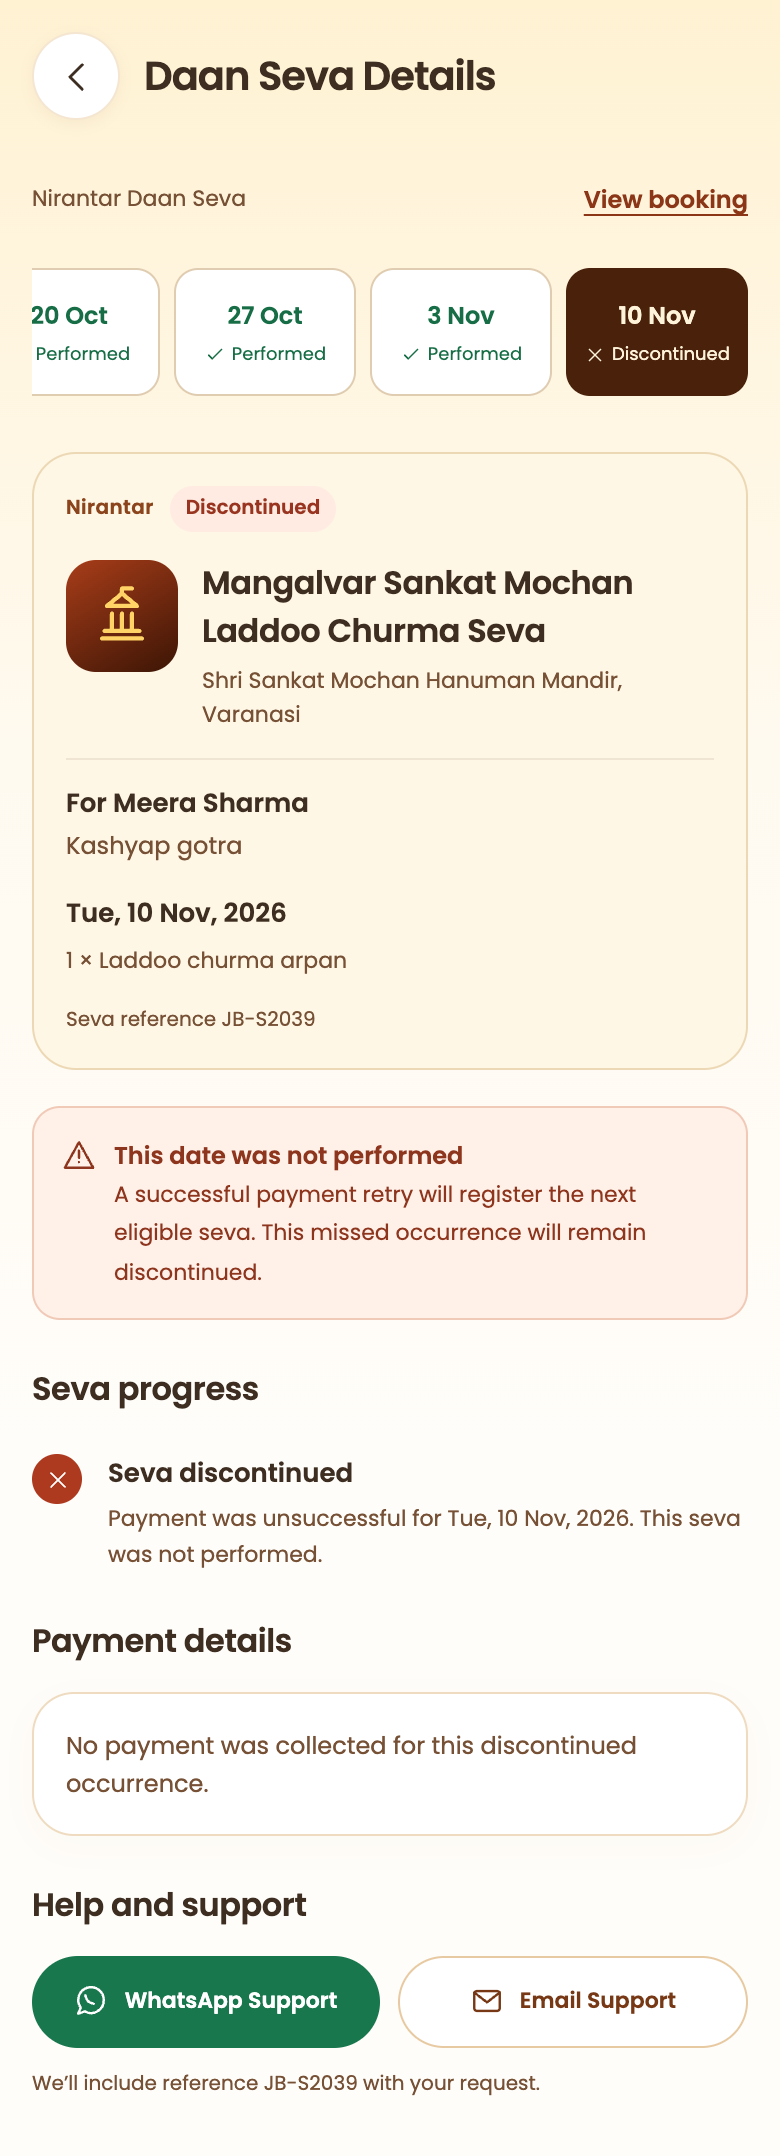 Daan Seva Details
Nirantar Daan Seva
View booking
20 Oct
Performed
27 Oct
✓ Performed
3 Nov
✓ Performed
10 Nov
× Discontinued
Nirantar
Discontinued
Mangalvar Sankat Mochan
Laddoo Churma Seva
Shri Sankat Mochan Hanuman Mandir,
Varanasi
For Meera Sharma
Kashyap gotra
Tue, 10 Nov, 2026
1 × Laddoo churma arpan
Seva reference JB-S2039
This date was not performed
A successful payment retry will register the next
eligible seva. This missed occurrence will remain
discontinued.
Seva progress
Seva discontinued
Payment was unsuccessful for Tue, 10 Nov, 2026. This seva
was not performed.
Payment details
No payment was collected for this discontinued
occurrence.
Help and support
WhatsApp Support
Email Support
We’ll include reference JB-S2039 with your request.